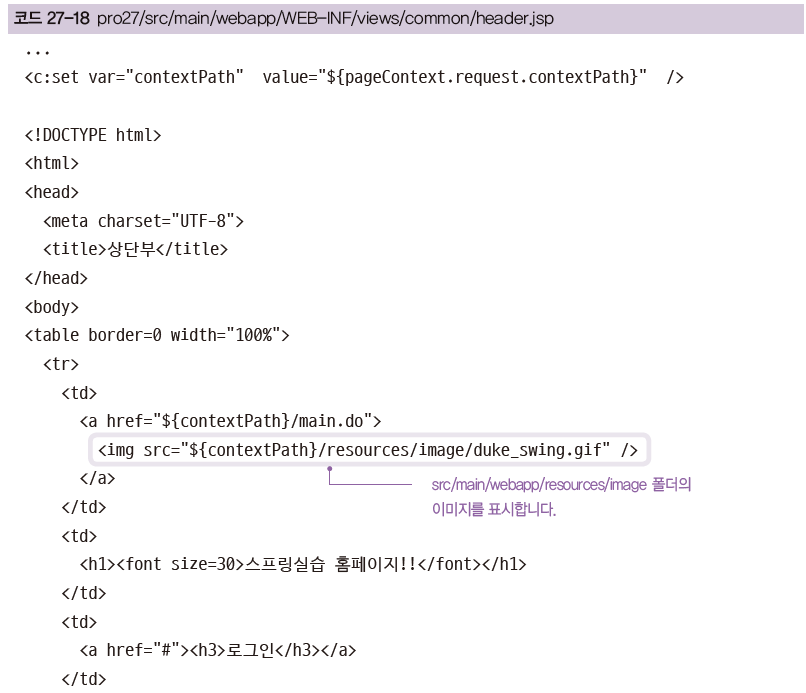 코드 27-18 pro27/src/main/webapp/WEB-INF/views/common/header.jsp
...
<c:set var="contextPath"  value="${pageContext.request.contextPath}"  />
<!DOCTYPE html>
<html>
<head>
<meta charset="UTF-8">
<title>상단부</title>
</head>
<body>
<table border=0 width="100%">
<tr>
<td>
<a href="${contextPath}/main.do">
<img src="${contextPath}/resources/image/duke_swing.gif" />
</a>
src/main/webapp/resources/image 폴더의
이미지를 표시합니다.
</td>
<td>
<h1><font size=30>스프링실습 홈페이지!!</font></h1>
</td>
<td>
<a href="#"><h3>로그인</h3></a>
</td>